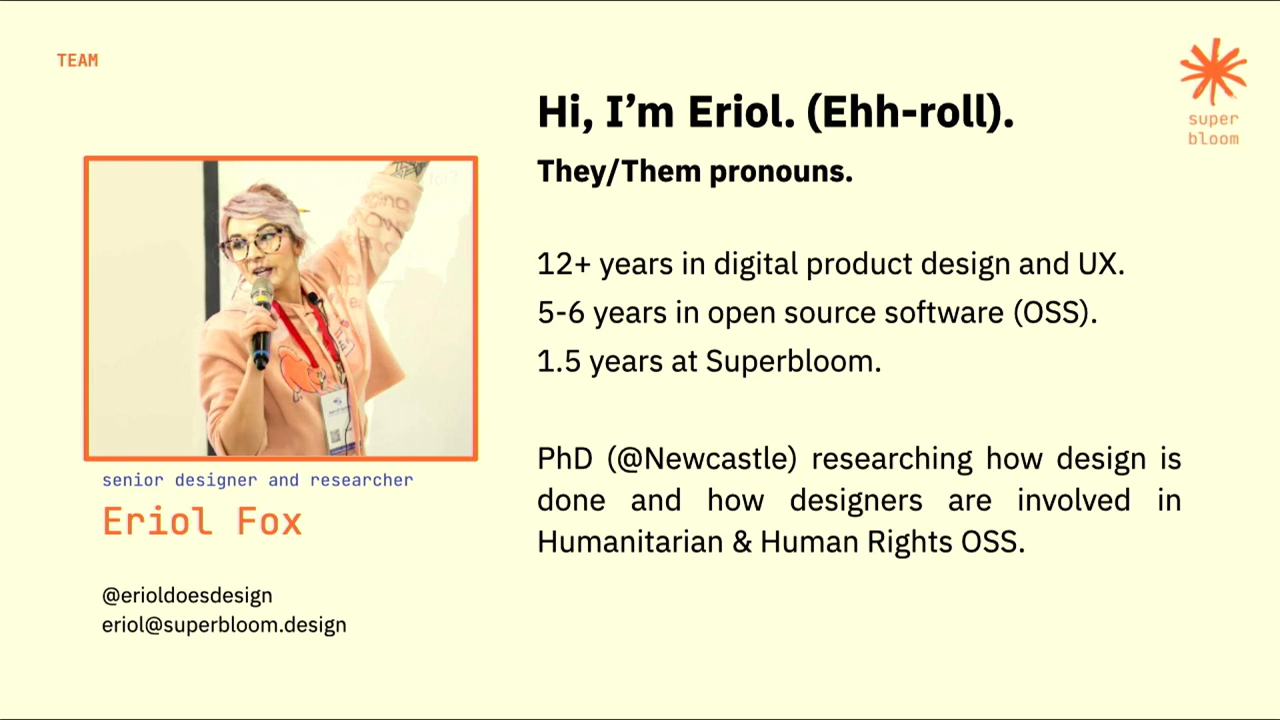 TEAM
super
bloom
Hi, I’m Eriol. (Ehh-roll).
They/Them pronouns.
12+ years in digital product design and UX.
5-6 years in open source software (OSS).
1.5 years at Superbloom.
PhD (@Newcastle) researching how design is
done and how designers are involved in
Humanitarian & Human Rights OSS.
senior designer and researcher
Eriol Fox
@erioldoesdesign
eriol@superbloom.design